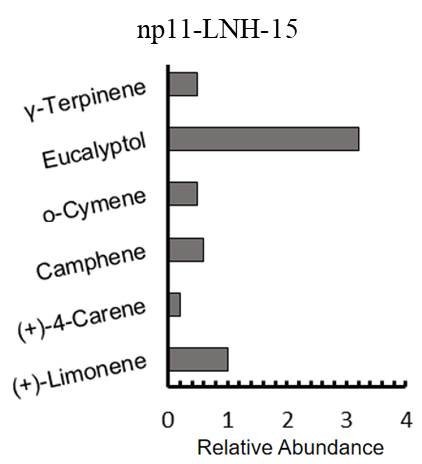 np11-LNH-15
γ-Terpinene
Eucalyptol
o-Cymene
Camphene
(+)-4-Carene
(+)-Limonene
0 1 2 3 4
Relative Abundance